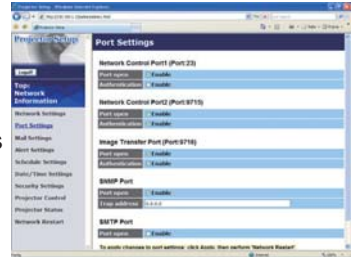 Projector Setup
Logoff
Top:
Network
Information
Network Settings
Port Settings
Mail Settings
Alert Settings
Schedule Settings
Date/Time Settings
Security Settings
Projector Control
Projector Status
Network Restart
Port Settings
Network Control Port1 (Port:23)
Port open Enable
Authentication Enable
Network Control Port2 (Port:9715)
Port open Enable
Authentication Enable
Image Transfer Port (Port:9716)
Port open Enable
Authentication Enable
SNMP Port
Port open Enable
Trap address 0.0.0.0
SMTP Port
Port open Enable
To apply changes to port settings, click Apply, then perform 'Network Restart'.
s